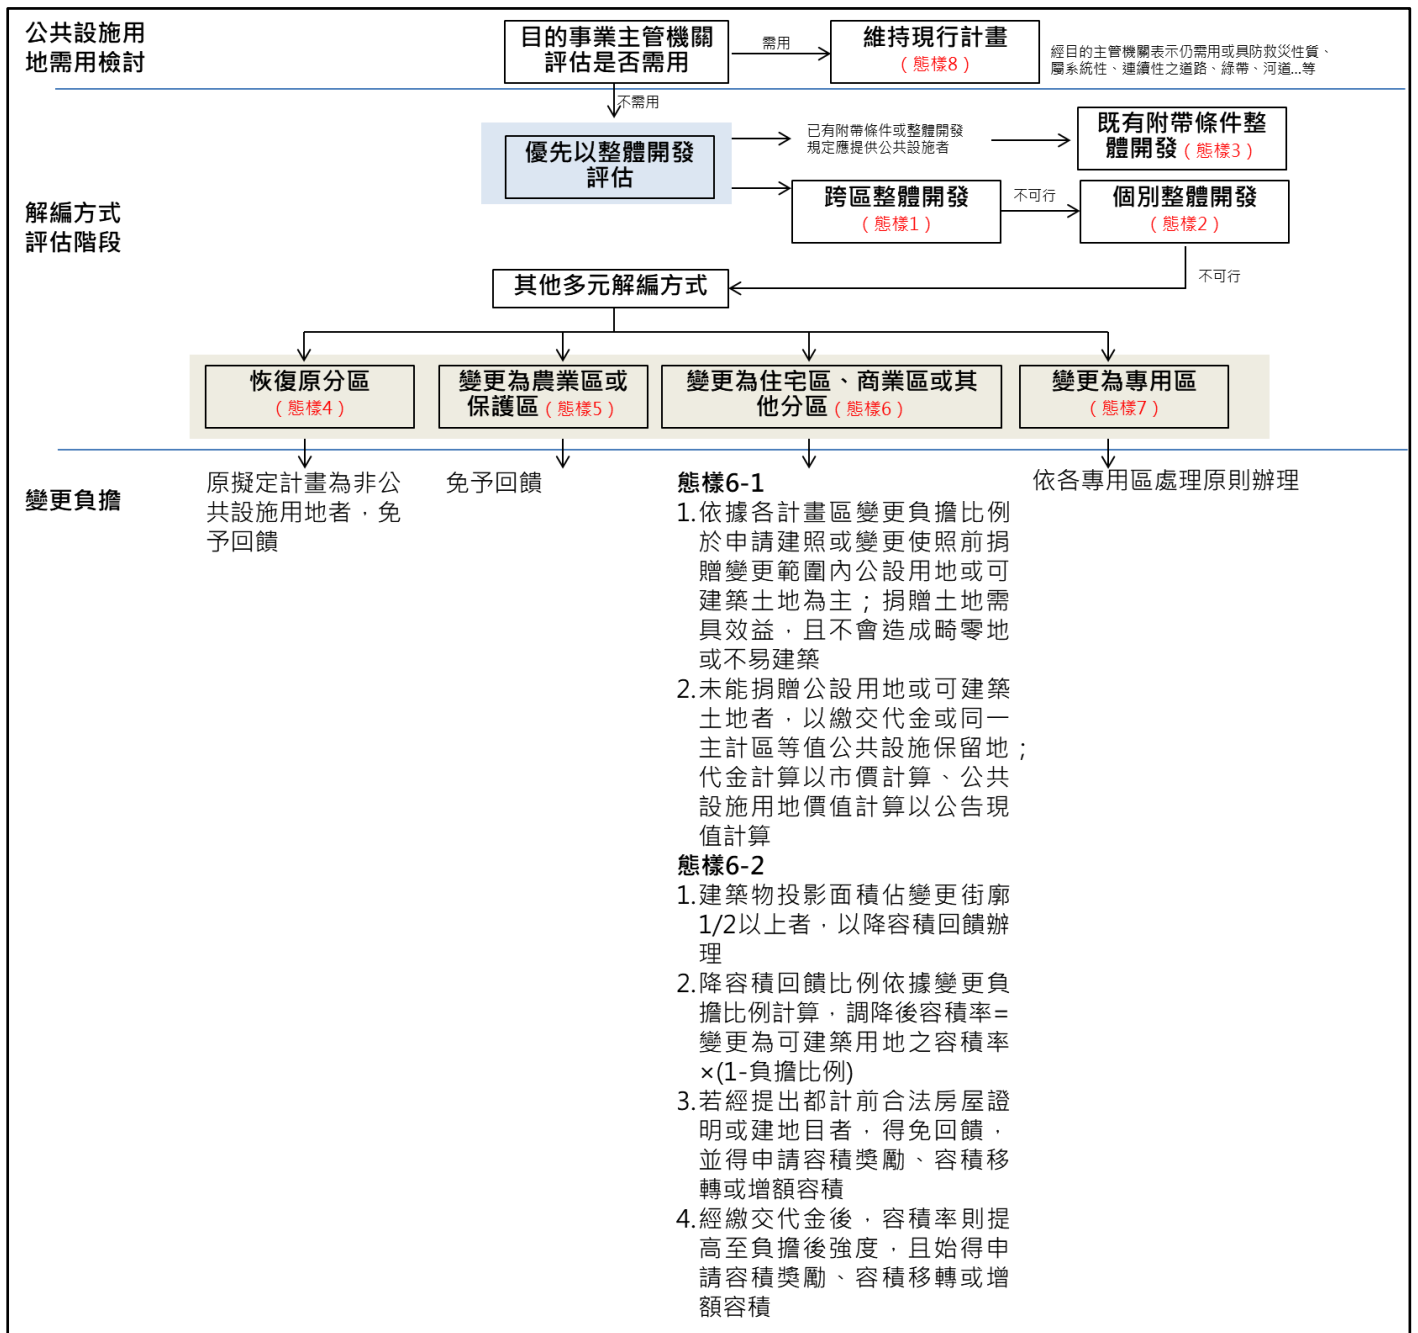 公共設施用
地需用檢討
目的事業主管機關
評估是否需用
需用
維持現行計畫
（態樣8）
經目的主管機關表示仍需用或具防救災性質、
屬系統性、連續性之道路、綠帶、河道...等
不需用
解編方式
評估階段
優先以整體開發
評估
已有附帶條件或整體開發
規定應提供公共設施者
既有附帶條件整
體開發（態樣3）
跨區整體開發
（態樣1）
不可行
個別整體開發
（態樣2）
不可行
其他多元解編方式
恢復原分區
（態樣4）
變更為農業區或
保護區（態樣5）
變更為住宅區、商業區或其
他分區（態樣6）
變更為專用區
（態樣7）
變更負擔
原擬定計畫為非公
共設施用地者，免
予回饋
免予回饋
態樣6-1
1.依據各計畫區變更負擔比例
於申請建照或變更使照前捐
贈變更範圍內公設用地或可
建築土地為主；捐贈土地需
具效益，且不會造成畸零地
或不易建築
2.未能捐贈公設用地或可建築
土地者，以繳交代金或同一
主計區等值公共設施保留地；
代金計算以市價計算、公共
設施用地價值計算以公告現
值計算
態樣6-2
1.建築物投影面積佔變更街廓
1/2以上者，以降容積回饋辦
理
2.降容積回饋比例依據變更負
擔比例計算，調降後容積率=
變更為可建築用地之容積率
×(1-負擔比例)
3.若經提出都計前合法房屋證
明或建地目者，得免回饋，
並得申請容積獎勵、容積移
轉或增額容積
4.經繳交代金後，容積率則提
高至負擔後強度，且始得申
請容積獎勵、容積移轉或增
額容積
依各專用區處理原則辦理